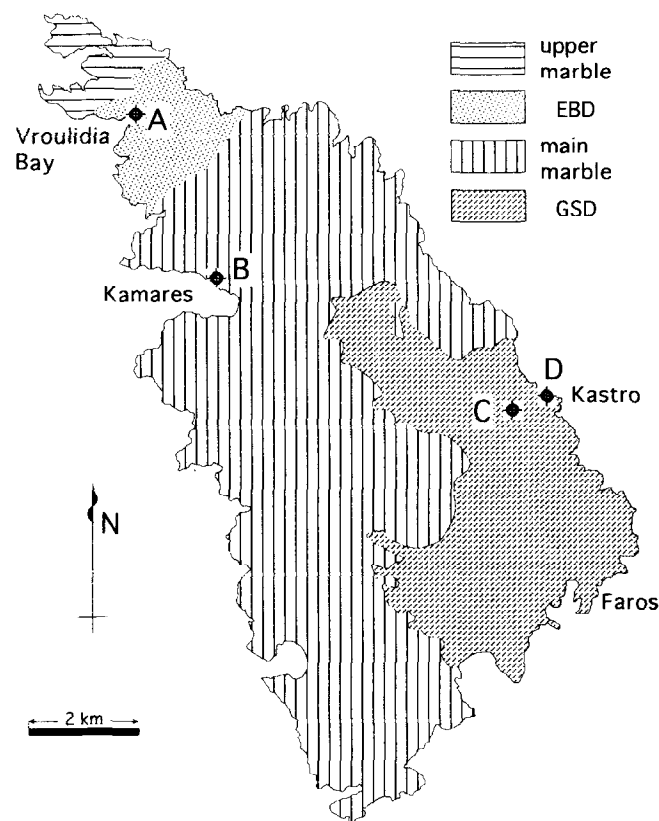 upper
marble
EBD
main
marble
GSD
A
Vroulidia
Bay
B
Kamares
D
Kastro
C
N
Faros
2 km